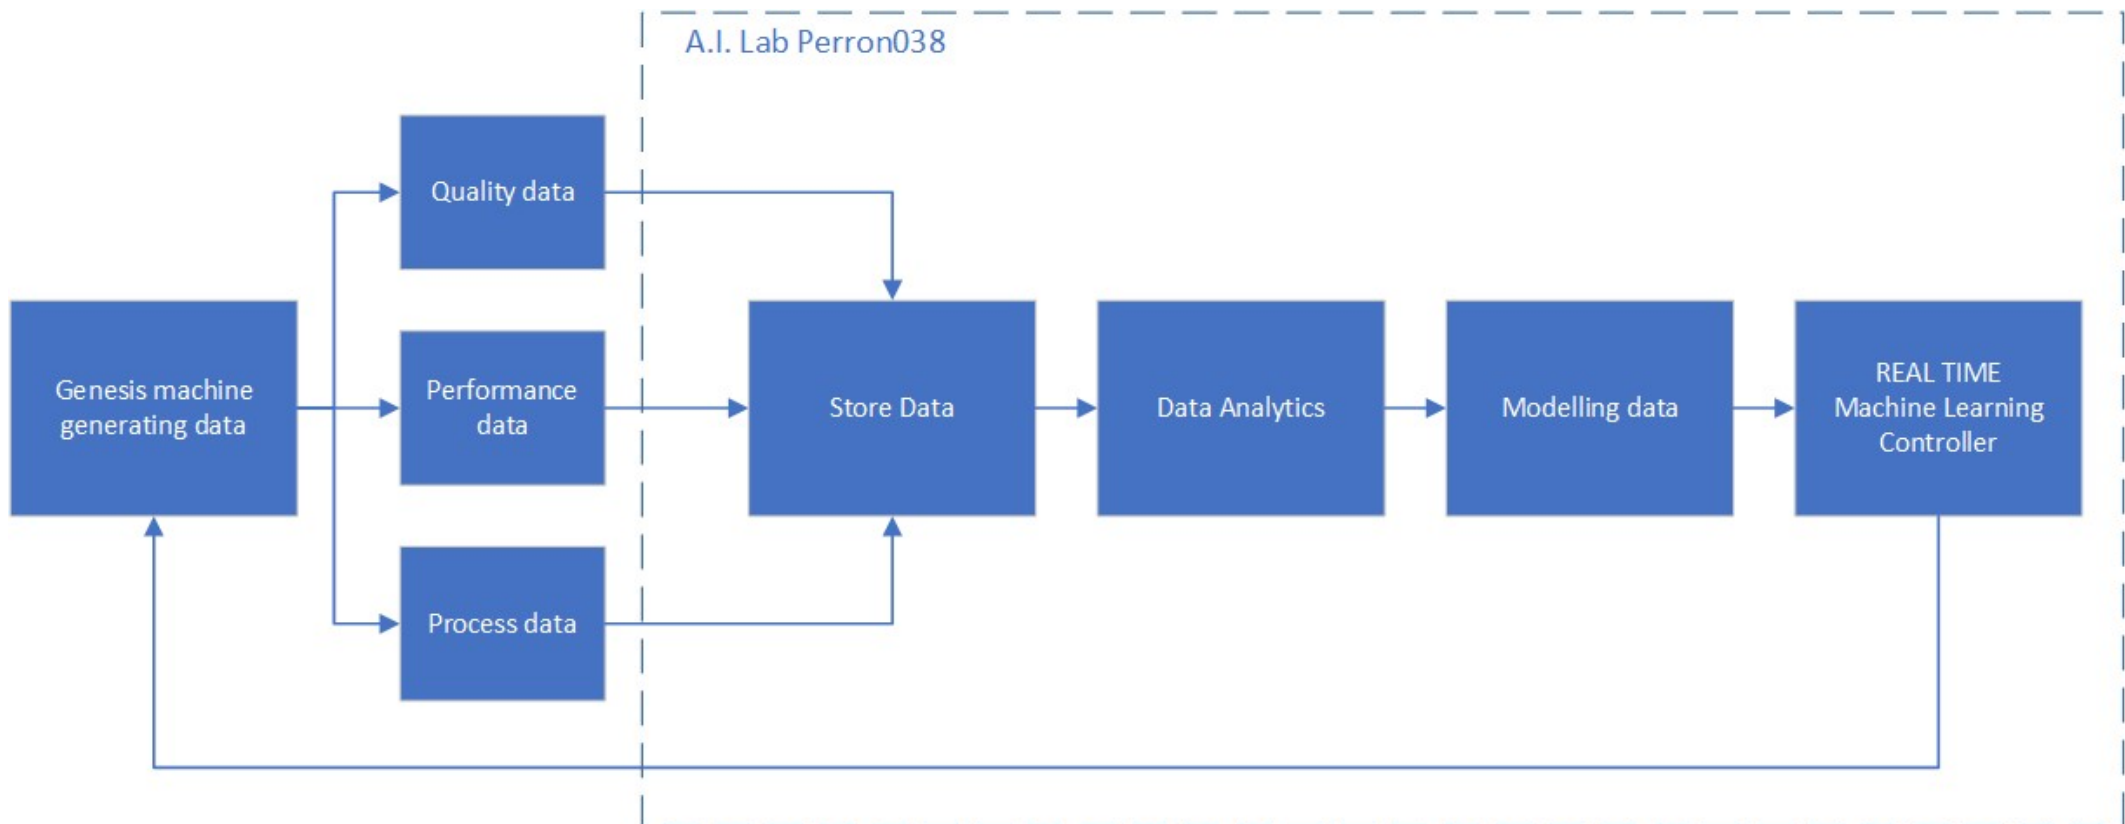 A.I. Lab Perron038
Quality data
Genesis machine
generating data
Performance
data
Store Data
Data Analytics
Modelling data
REAL TIME
Machine Learning
Controller
Process data